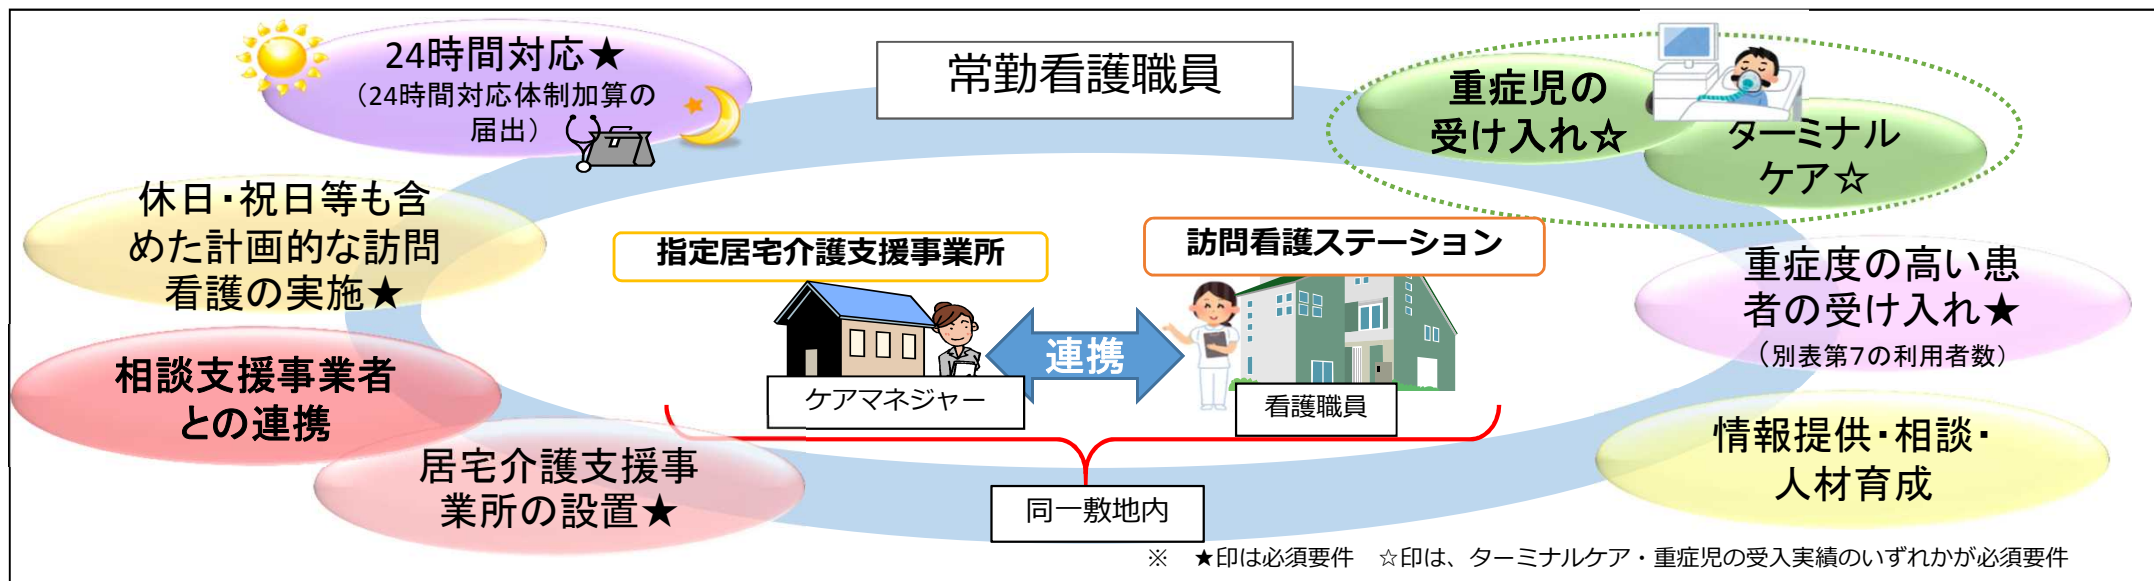 24時間対応★
（24時間対応体制加算の
届出）
常勤看護職員
重症児の
受け入れ☆
ターミナル
ケア☆
休日・祝日等も含
めた計画的な訪問
看護の実施★
指定居宅介護支援事業所
訪問看護ステーション
重症度の高い患
者の受け入れ★
（別表第7の利用者数）
連携
相談支援事業者
との連携
ケアマネジャー
看護職員
居宅介護支援事
業所の設置★
同一敷地内
情報提供・相談・
人材育成
※　★印は必須要件　☆印は、ターミナルケア・重症児の受入実績のいずれかが必須要件